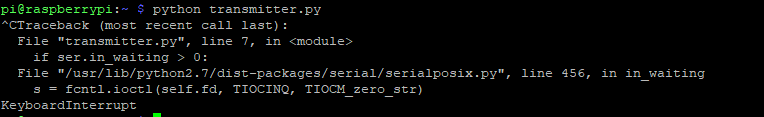 pi@raspberrypi:~ $ python transmitter.py
^CTraceback (most recent call last):
  File "transmitter.py", line 7, in <module>
    if ser.in_waiting > 0:
  File "/usr/lib/python2.7/dist-packages/serial/serialposix.py", line 456, in in_waiting
    s = fcntl.ioctl(self.fd, TIOCINQ, TIOCM_zero_str)
KeyboardInterrupt